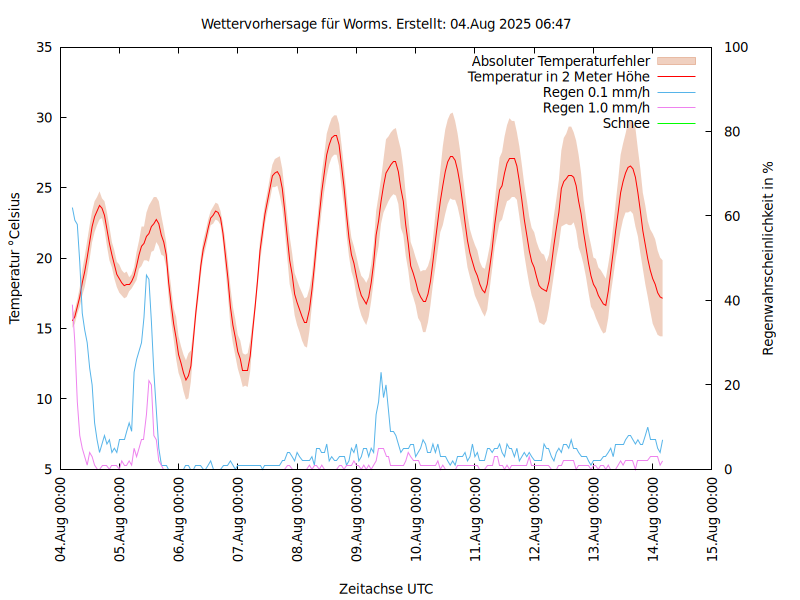 Wettervorhersage für Worms. Erstellt: 04.Aug 2025 06:47
Absoluter Temperaturfehler
Temperatur in 2 Meter Höhe
Regen 0.1 mm/h
Regen 1.0 mm/h
Schnee
Temperatur °Celsius
35
30
25
20
15
10
5
Regenwahrscheinlichkeit in %
100
80
60
40
20
0
04.Aug 00:00
05.Aug 00:00
06.Aug 00:00
07.Aug 00:00
08.Aug 00:00
09.Aug 00:00
10.Aug 00:00
11.Aug 00:00
12.Aug 00:00
13.Aug 00:00
14.Aug 00:00
15.Aug 00:00
Zeitachse UTC